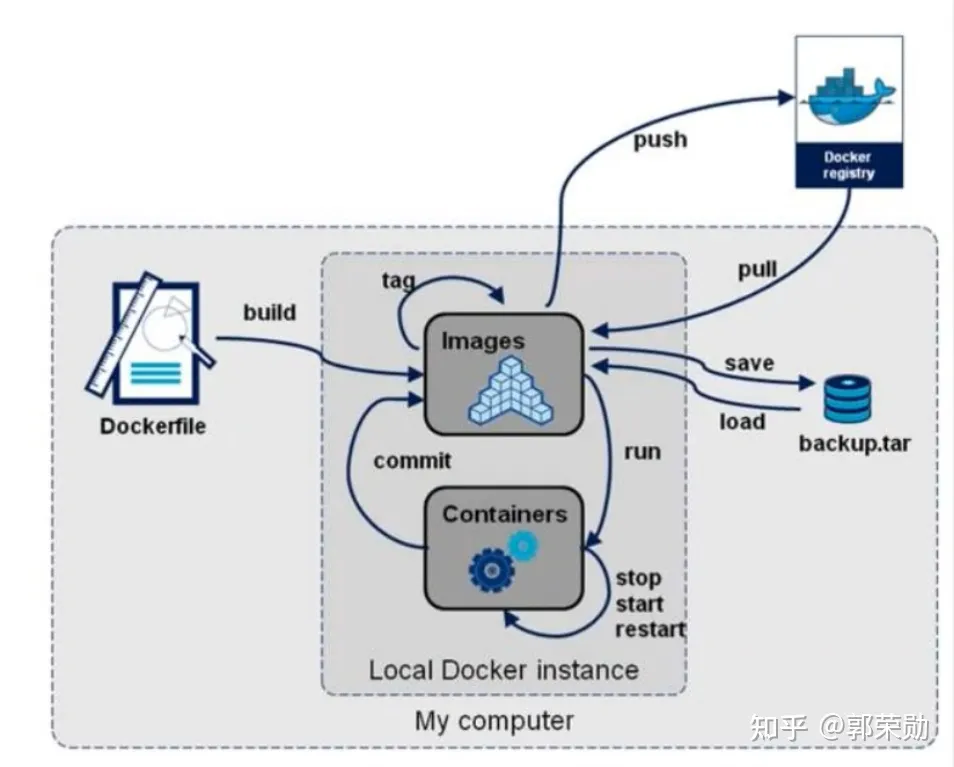 push
Docker
registry
pull
tag
build
Images
save
Dockerfile
load
backup.tar
commit
run
Containers
stop
start
restart
Local Docker instance
My computer
知乎 @郭荣勋